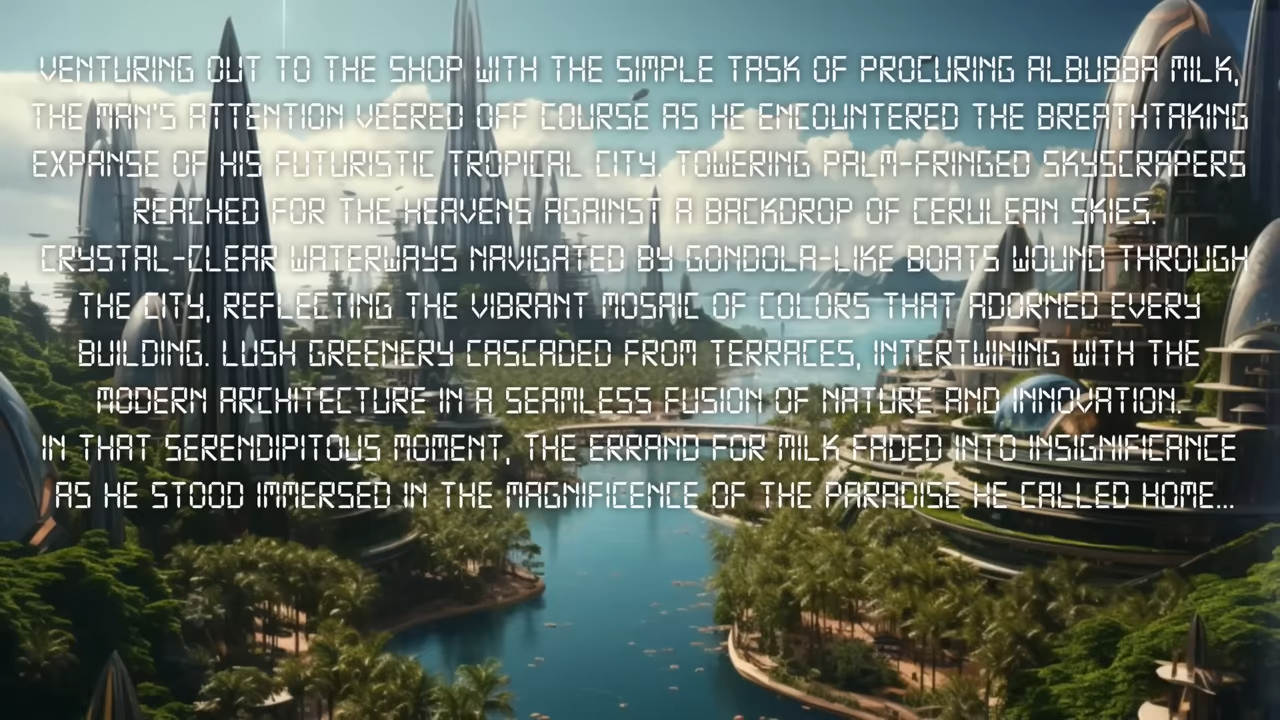 VENTURING OUT TO THE SHOP WITH THE SIMPLE TASK OF PROCURING ALBUBBA MILK,
THE MAN'S ATTENTION VEERED OFF COURSE AS HE ENCOUNTERED THE BREATHTAKING
EXPANSE OF HIS FUTURISTIC TROPICAL CITY. TOWERING PALM-FRINGED SKYSCRAPERS
REACHED FOR THE HEAVENS AGAINST A BACKDROP OF CERULEAN SKIES.
CRYSTAL-CLEAR WATERWAYS NAVIGATED BY GONDOLA-LIKE BOATS WOUND THROUGH
THE CITY, REFLECTING THE VIBRANT MOSAIC OF COLORS THAT ADORNED EVERY
BUILDING. LUSH GREENERY CASCADED FROM TERRACES, INTERTWINING WITH THE
MODERN ARCHITECTURE IN A SEAMLESS FUSION OF NATURE AND INNOVATION.
IN THAT SERENDIPITOUS MOMENT, THE ERRAND FOR MILK FADED INTO INSIGNIFICANCE
AS HE STOOD IMMERSED IN THE MAGNIFICENCE OF THE PARADISE HE CALLED HOME...